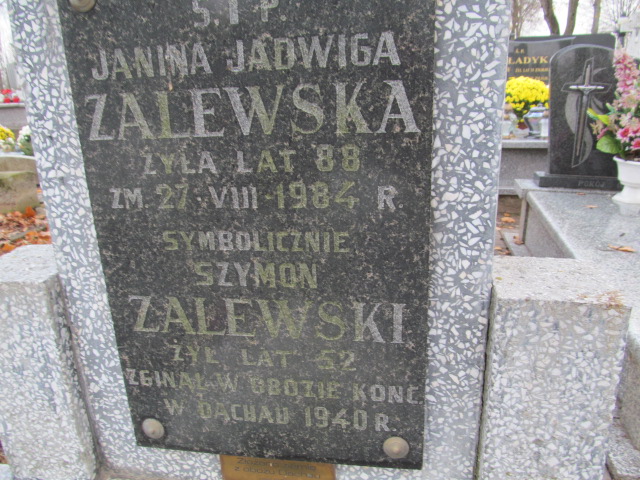 Ś. † P.
JANINA JADWIGA
ZALEWSKA
ŻYŁA LAT 88
ZM. 27 VIII 1984 R.
SYMBOLICZNIE
SZYMON
ZALEWSKI
ŻYŁ LAT 52
ZGINĄŁ W OBOZIE KONC.
W DACHAU 1940 R.